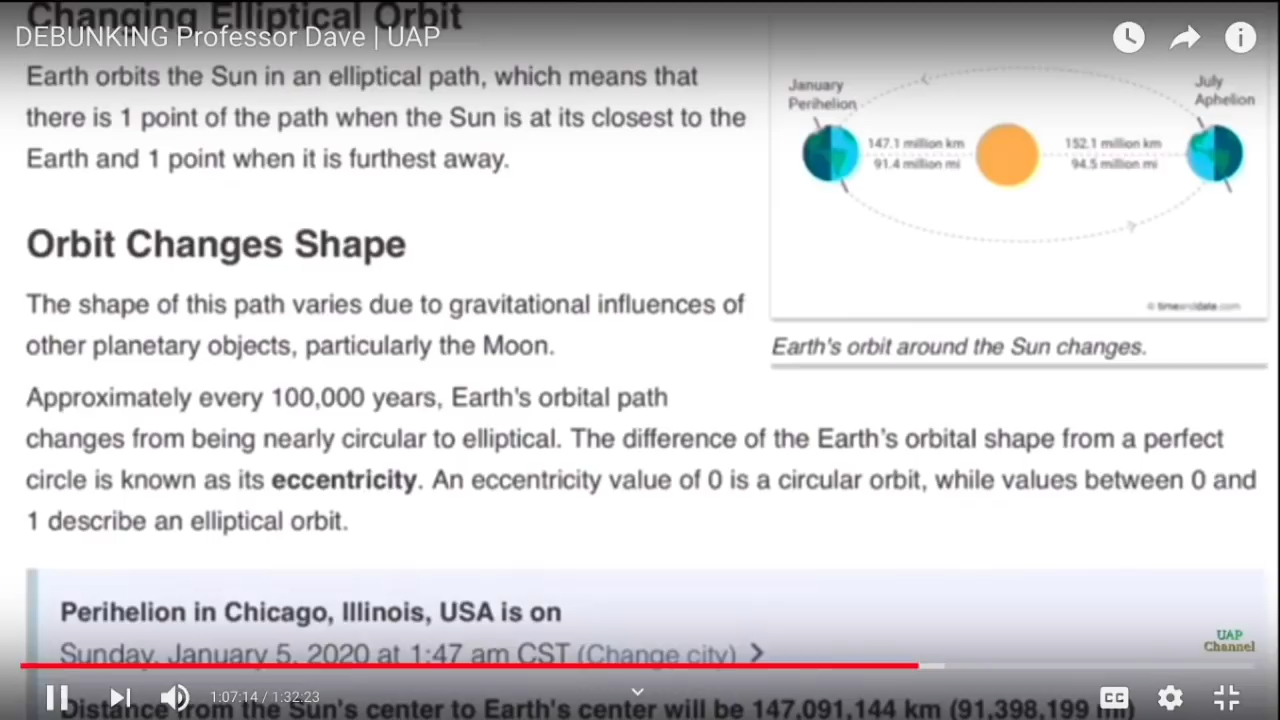 Changing Elliptical Orbit
DEBUNKING Professor Dave | UAP
Earth orbits the Sun in an elliptical path, which means that
there is 1 point of the path when the Sun is at its closest to the
Earth and 1 point when it is furthest away.
January
Perihelion
July
Aphelion
147.1 million km
91.4 million mi
152.1 million km
94.5 million mi
© timeanddate.com
Earth's orbit around the Sun changes.
Orbit Changes Shape
The shape of this path varies due to gravitational influences of
other planetary objects, particularly the Moon.
Approximately every 100,000 years, Earth's orbital path
changes from being nearly circular to elliptical. The difference of the Earth's orbital shape from a perfect
circle is known as its eccentricity. An eccentricity value of 0 is a circular orbit, while values between 0 and
1 describe an elliptical orbit.
Perihelion in Chicago, Illinois, USA is on
Sunday, January 5, 2020 at 1:47 am CST (Change city)
UAP
Channel
1:07:14 / 1:32:23
CC
Distance from the Sun's center to Earth's center will be 147,091,144 km (91,398,199 mi)